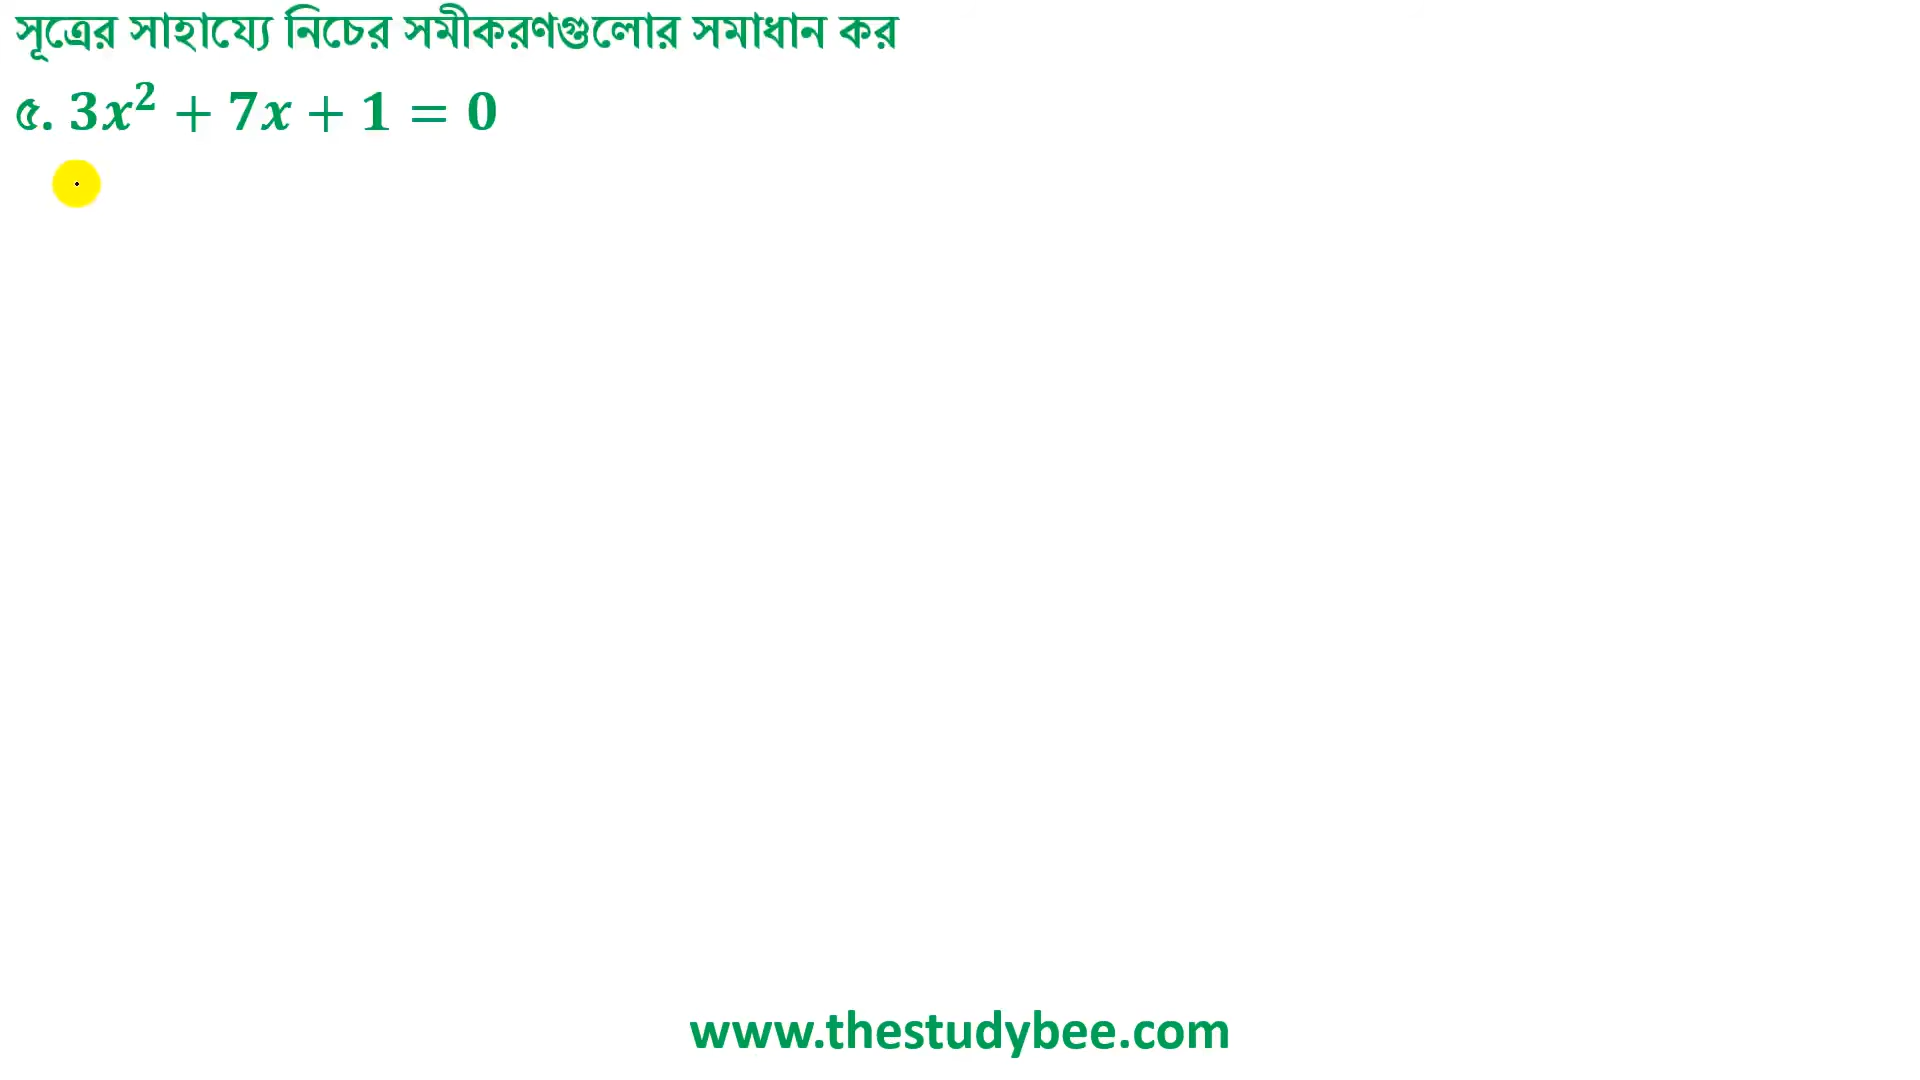 সূত্রের সাহায্যে নিচের সমীকরণগুলোর সমাধান কর
৫. 3x² + 7x + 1 = 0
www.thestudybee.com